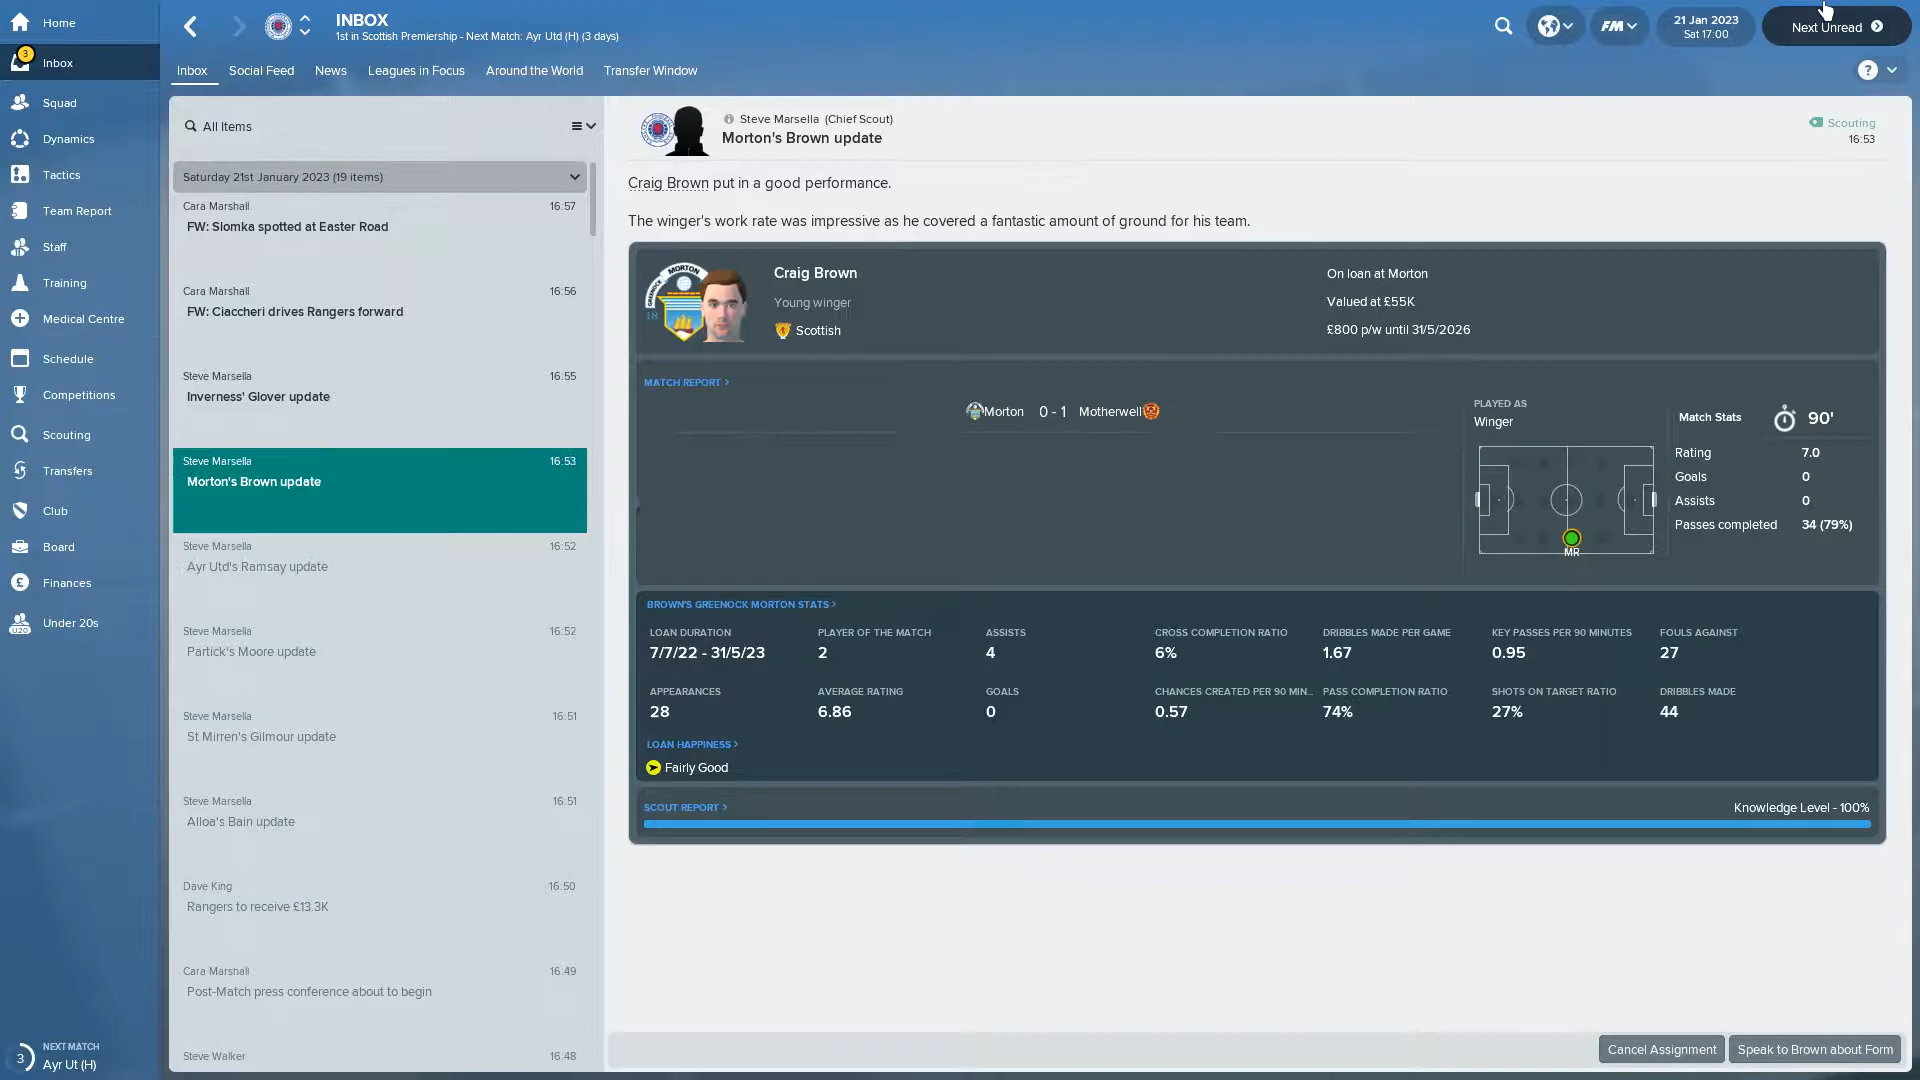 Home
3
Inbox
Squad
Dynamics
Tactics
Team Report
Staff
Training
Medical Centre
Schedule
Competitions
Scouting
Transfers
Club
Board
Finances
Under 20s
U20
NEXT MATCH
3
Ayr Ut (H)
INBOX
1st in Scottish Premiership - Next Match: Ayr Utd (H) (3 days)
FM
21 Jan 2023
Sat 17:00
Next Unread
Inbox
Social Feed
News
Leagues in Focus
Around the World
Transfer Window
?
All Items
Saturday 21st January 2023 (19 items)
Cara Marshall 16:57
FW: Slomka spotted at Easter Road
Cara Marshall 16:56
FW: Ciaccheri drives Rangers forward
Steve Marsella 16:55
Inverness' Glover update
Steve Marsella 16:53
Morton's Brown update
Steve Marsella 16:52
Ayr Utd's Ramsay update
Steve Marsella 16:52
Partick's Moore update
Steve Marsella 16:51
St Mirren's Gilmour update
Steve Marsella 16:51
Alloa's Bain update
Dave King 16:50
Rangers to receive £13.3K
Cara Marshall 16:49
Post-Match press conference about to begin
Steve Walker 16:48
Steve Marsella (Chief Scout)
Morton's Brown update
Scouting
16:53
Craig Brown put in a good performance.
The winger's work rate was impressive as he covered a fantastic amount of ground for his team.
MORTON
GREENOCK
18
Craig Brown
Young winger
Scottish
On loan at Morton
Valued at £55K
£800 p/w until 31/5/2026
MATCH REPORT >
Morton 0 - 1 Motherwell
PLAYED AS
Winger
MR
Match Stats 90'
Rating 7.0
Goals 0
Assists 0
Passes completed 34 (79%)
BROWN'S GREENOCK MORTON STATS >
LOAN DURATION PLAYER OF THE MATCH ASSISTS CROSS COMPLETION RATIO DRIBBLES MADE PER GAME KEY PASSES PER 90 MINUTES FOULS AGAINST
7/7/22 - 31/5/23 2 4 6% 1.67 0.95 27
APPEARANCES AVERAGE RATING GOALS CHANCES CREATED PER 90 MIN... PASS COMPLETION RATIO SHOTS ON TARGET RATIO DRIBBLES MADE
28 6.86 0 0.57 74% 27% 44
LOAN HAPPINESS >
Fairly Good
SCOUT REPORT >
Knowledge Level - 100%
Cancel Assignment
Speak to Brown about Form